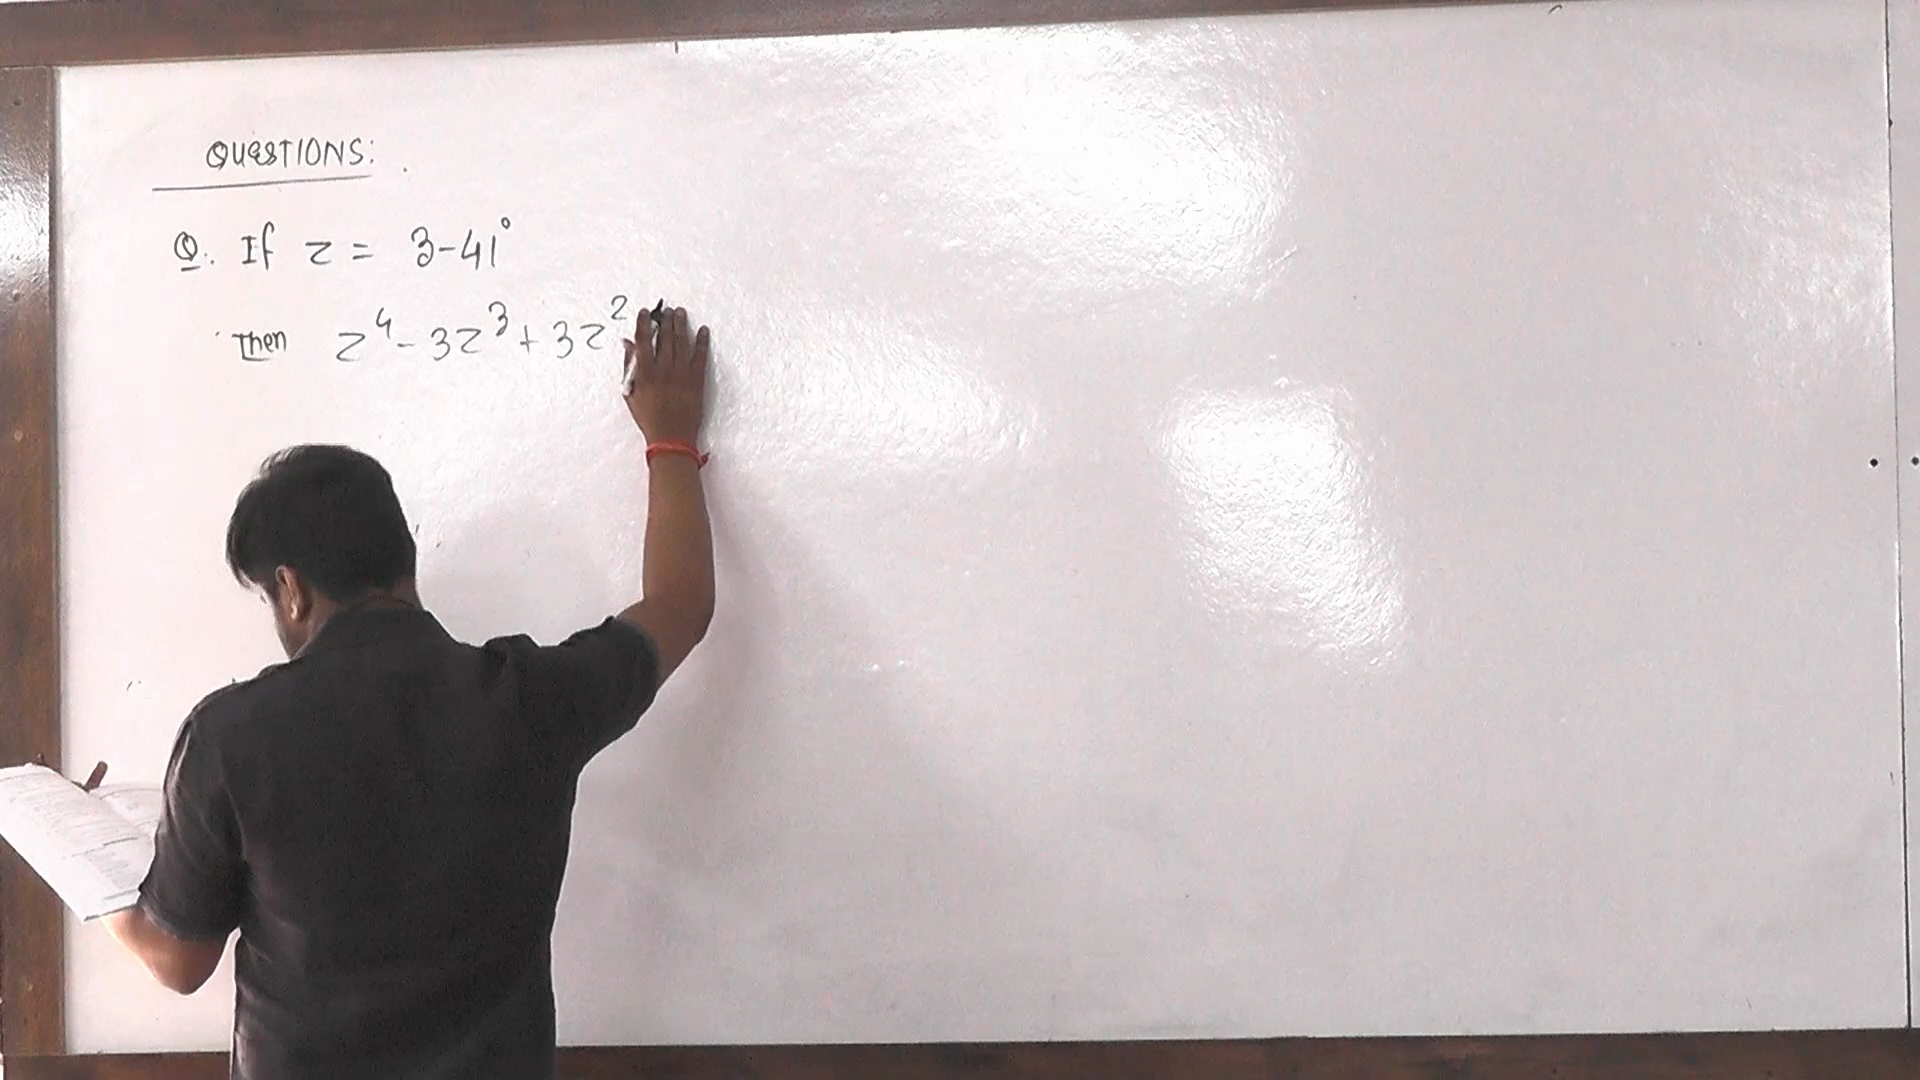 QUESTIONS:
Q. If z = 3-4i
Then z⁴ - 3z³ + 3z²